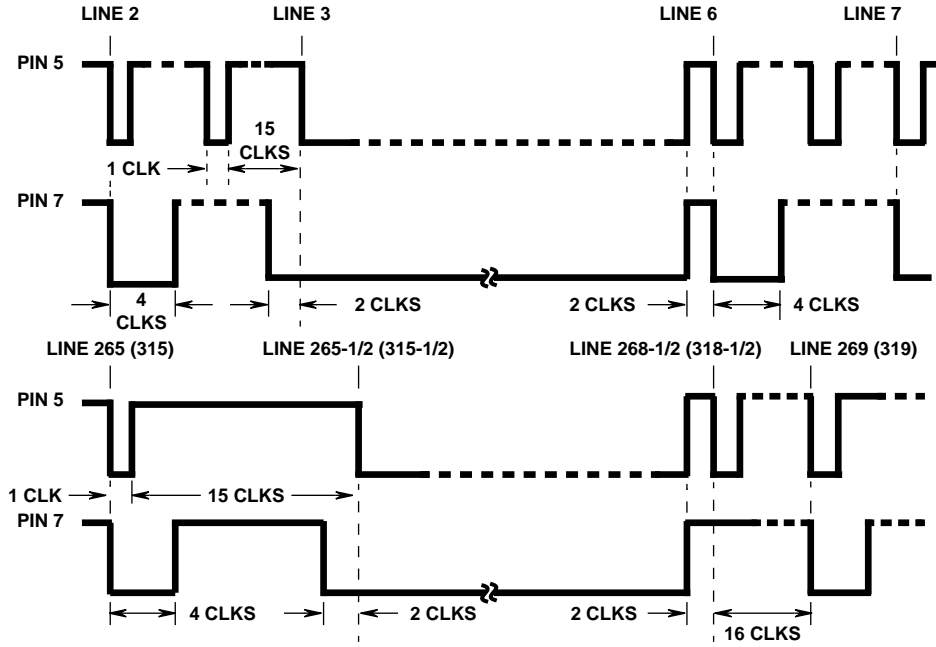 LINE 2 LINE 3 LINE 6 LINE 7
PIN 5
15
CLKS
1 CLK
PIN 7
4
CLKS
2 CLKS 2 CLKS 4 CLKS
LINE 265 (315) LINE 265-1/2 (315-1/2) LINE 268-1/2 (318-1/2) LINE 269 (319)
PIN 5
1 CLK 15 CLKS
PIN 7
4 CLKS 2 CLKS 2 CLKS
16 CLKS